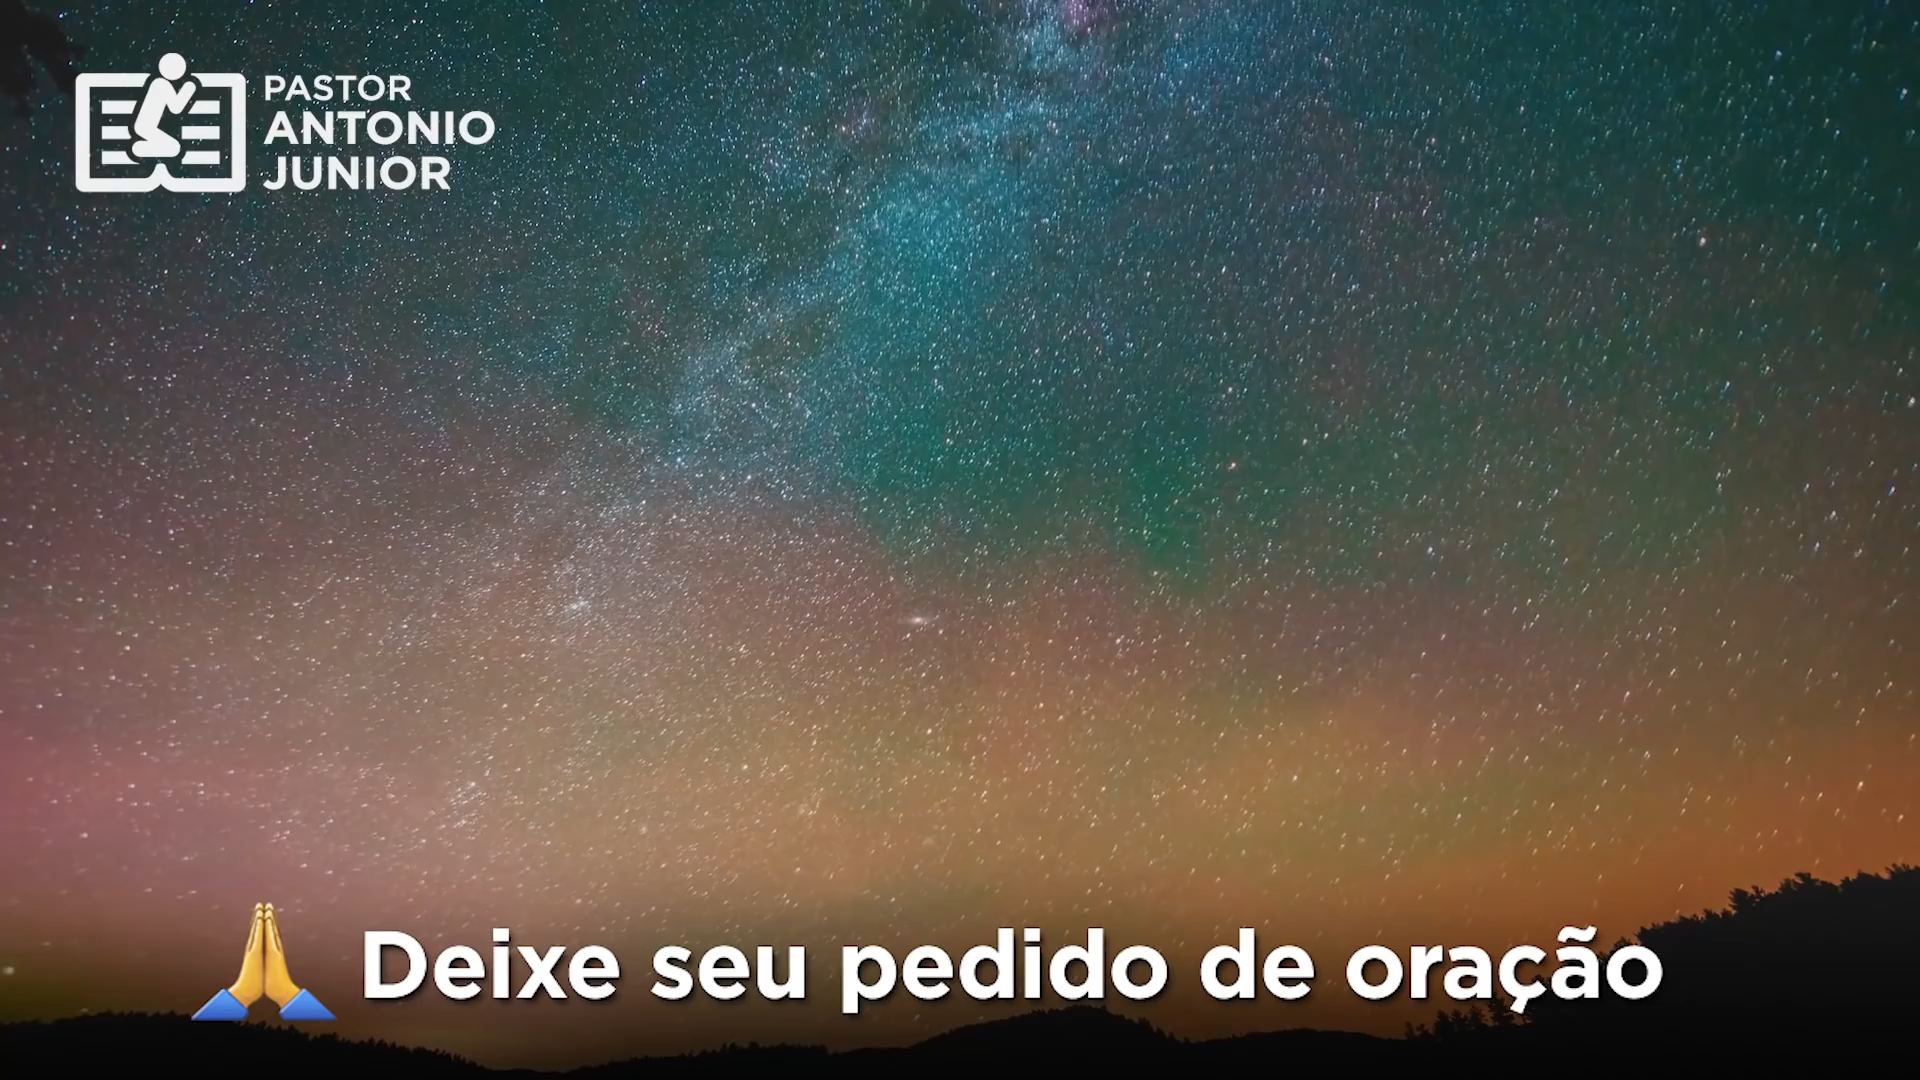 PASTOR
ANTONIO
JUNIOR
🙏 Deixe seu pedido de oração